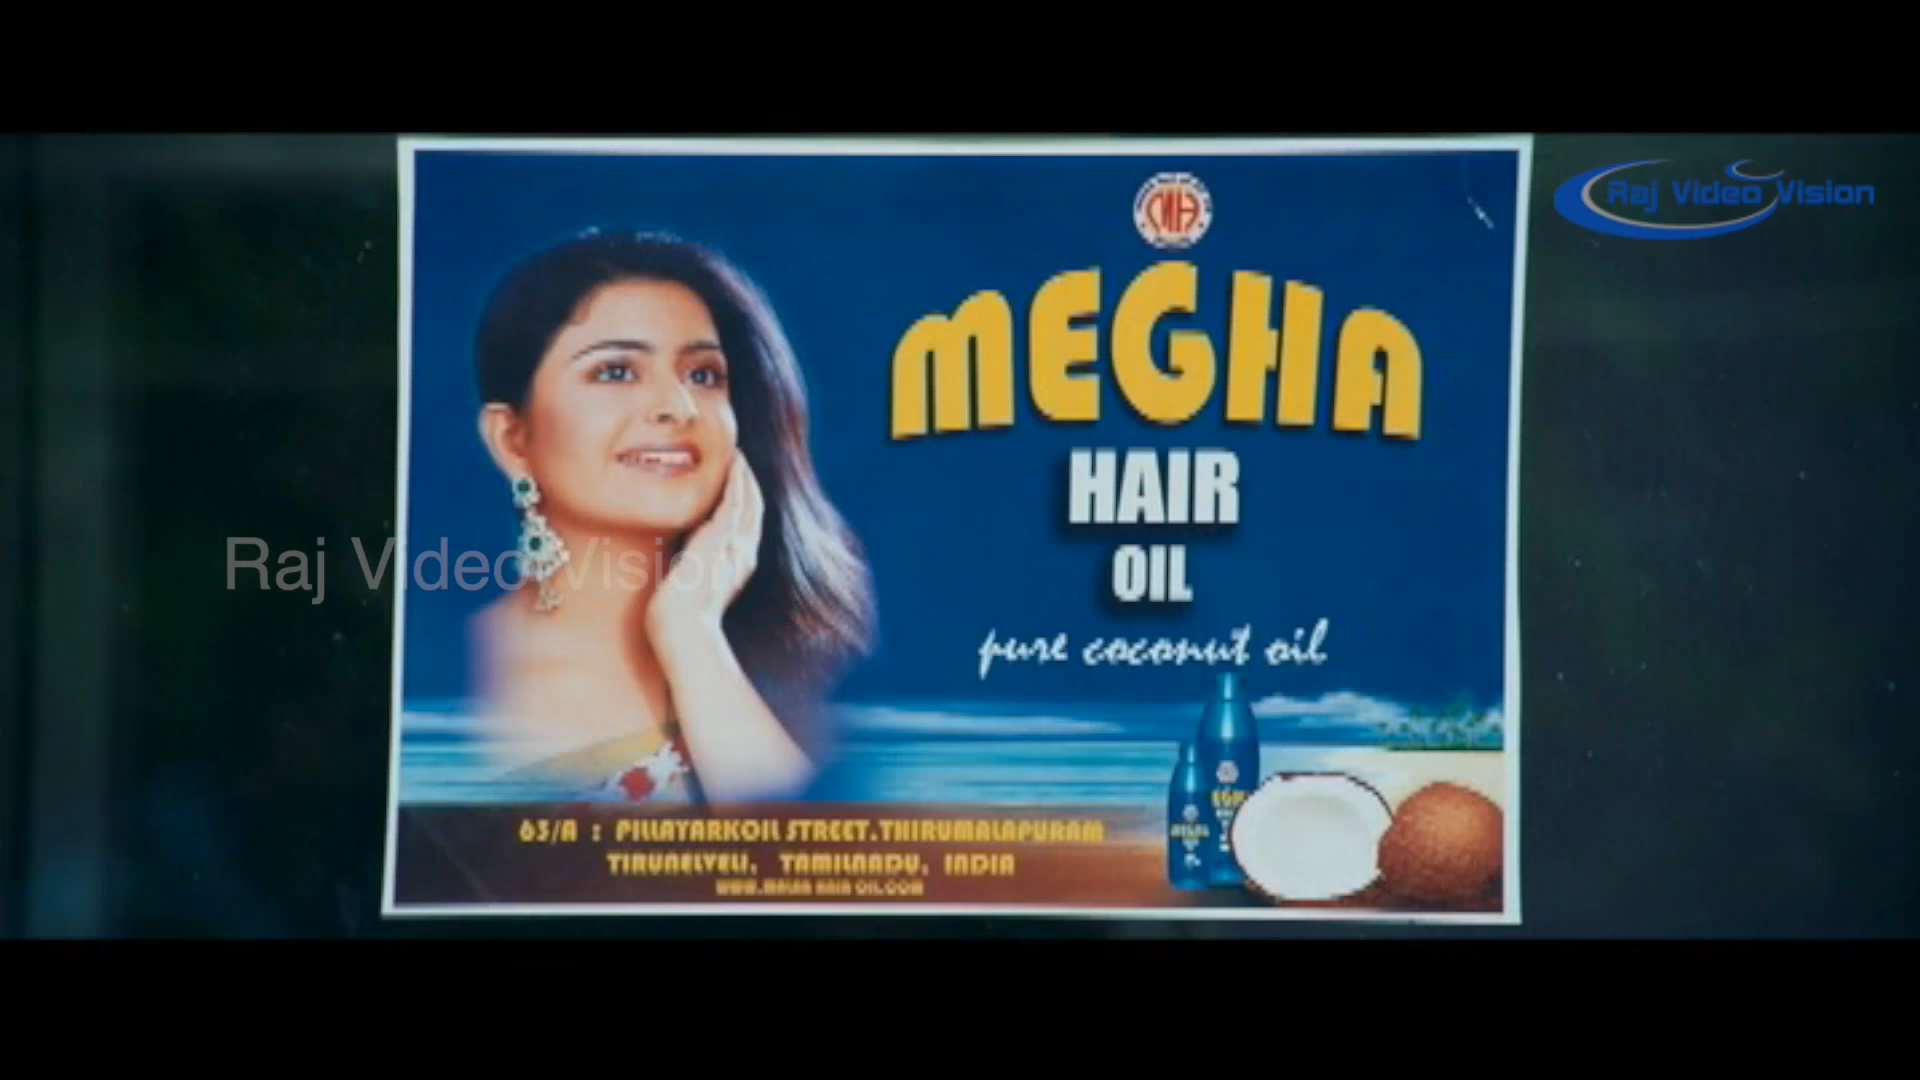 Raj Video Vision
MH
MEGHA
HAIR
OIL
pure coconut oil
Raj Video Vision
63/A : PILLAYARKOIL STREET.THIRUMALAPURAM
TIRUNELVELI, TAMILNADU, INDIA